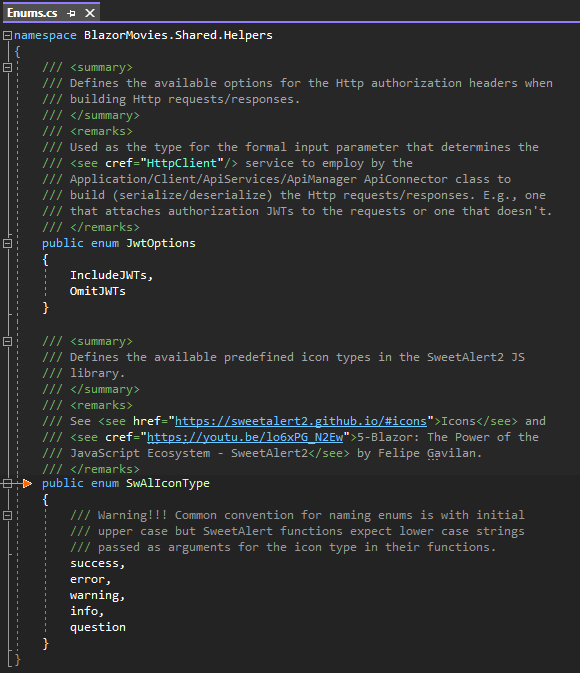 Enums.cs
namespace BlazorMovies.Shared.Helpers
{
/// <summary>
/// Defines the available options for the Http authorization headers when
/// building Http requests/responses.
/// </summary>
/// <remarks>
/// Used as the type for the formal input parameter that determines the
/// <see cref="HttpClient"/> service to employ by the
/// Application/Client/ApiServices/ApiManager ApiConnector class to
/// build (serialize/deserialize) the Http requests/responses. E.g., one
/// that attaches authorization JWTs to the requests or one that doesn't.
/// </remarks>
public enum JwtOptions
{
IncludeJWTs,
OmitJWTs
}
/// <summary>
/// Defines the available predefined icon types in the SweetAlert2 JS
/// library.
/// </summary>
/// <remarks>
/// See <see href="https://sweetalert2.github.io/#icons">Icons</see> and
/// <see cref="https://youtu.be/lo6xPG_N2Ew">5-Blazor: The Power of the
/// JavaScript Ecosystem - SweetAlert2</see> by Felipe Gavilan.
/// </remarks>
public enum SwAlIconType
{
/// Warning!!! Common convention for naming enums is with initial
/// upper case but SweetAlert functions expect lower case strings
/// passed as arguments for the icon type in their functions.
success,
error,
warning,
info,
question
}
}